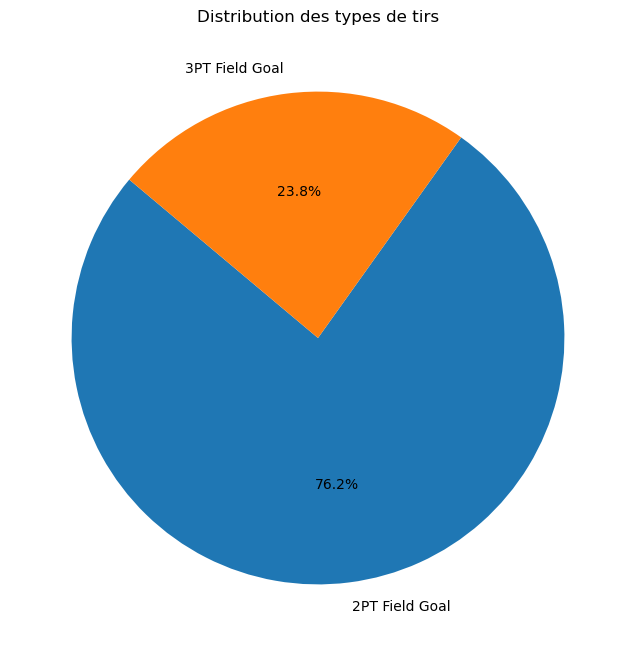 Distribution des types de tirs
3PT Field Goal
23.8%
76.2%
2PT Field Goal